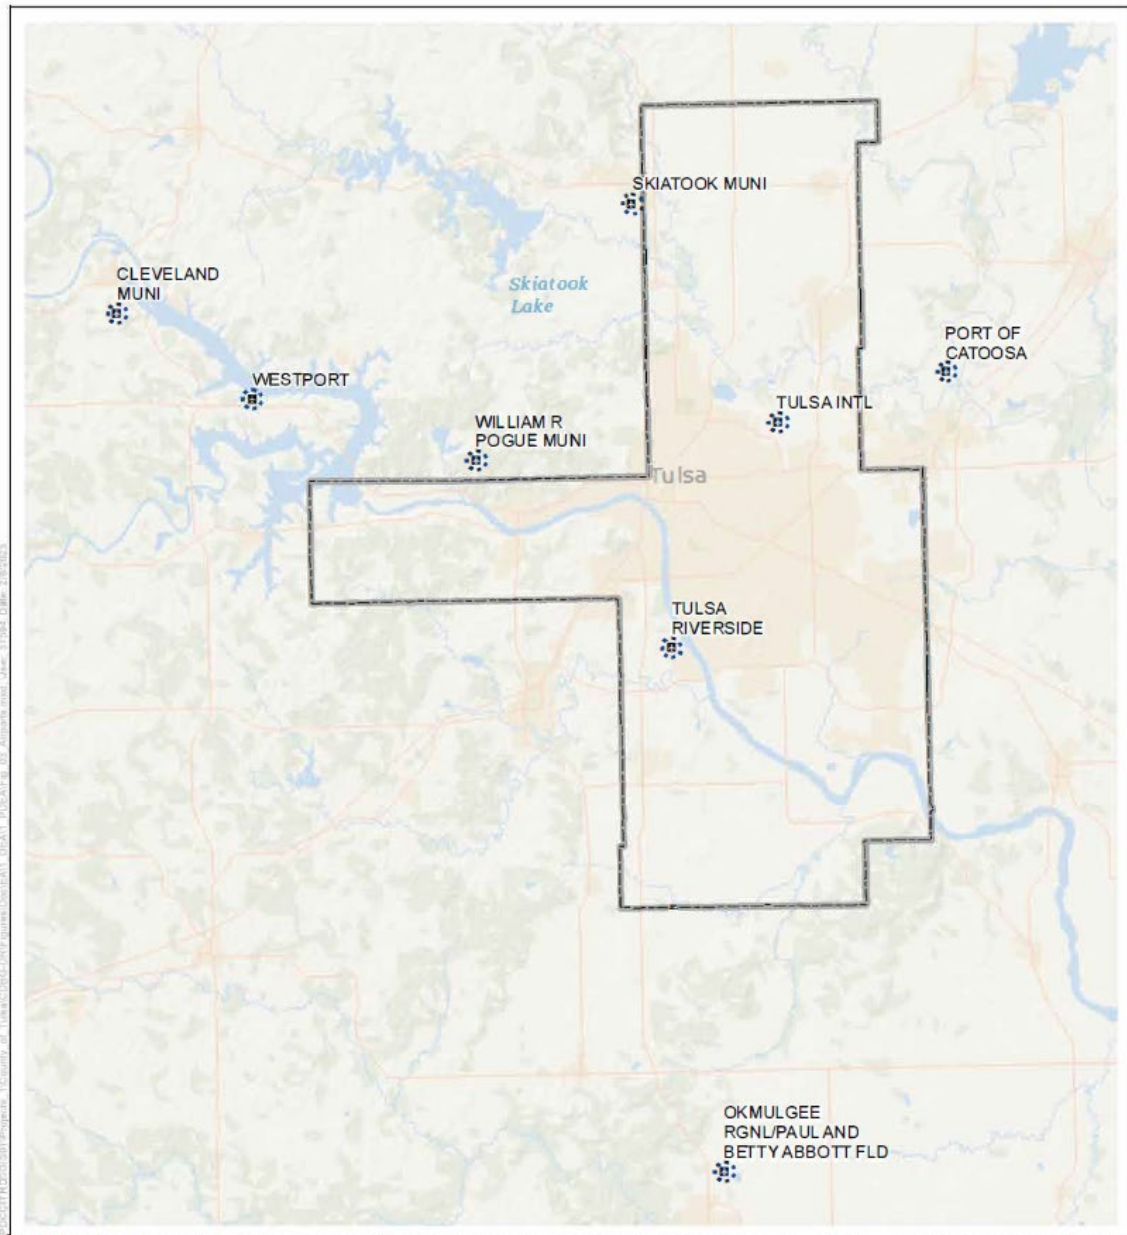 SKIATOOK MUNI
CLEVELAND
MUNI
Skiatook
Lake
PORT OF
CATOOSA
WESTPORT
TULSA INTL
WILLIAM R
POGUE MUNI
Tulsa
TULSA
RIVERSIDE
OKMULGEE
RGNL/PAUL AND
BETTY ABBOTT FLD